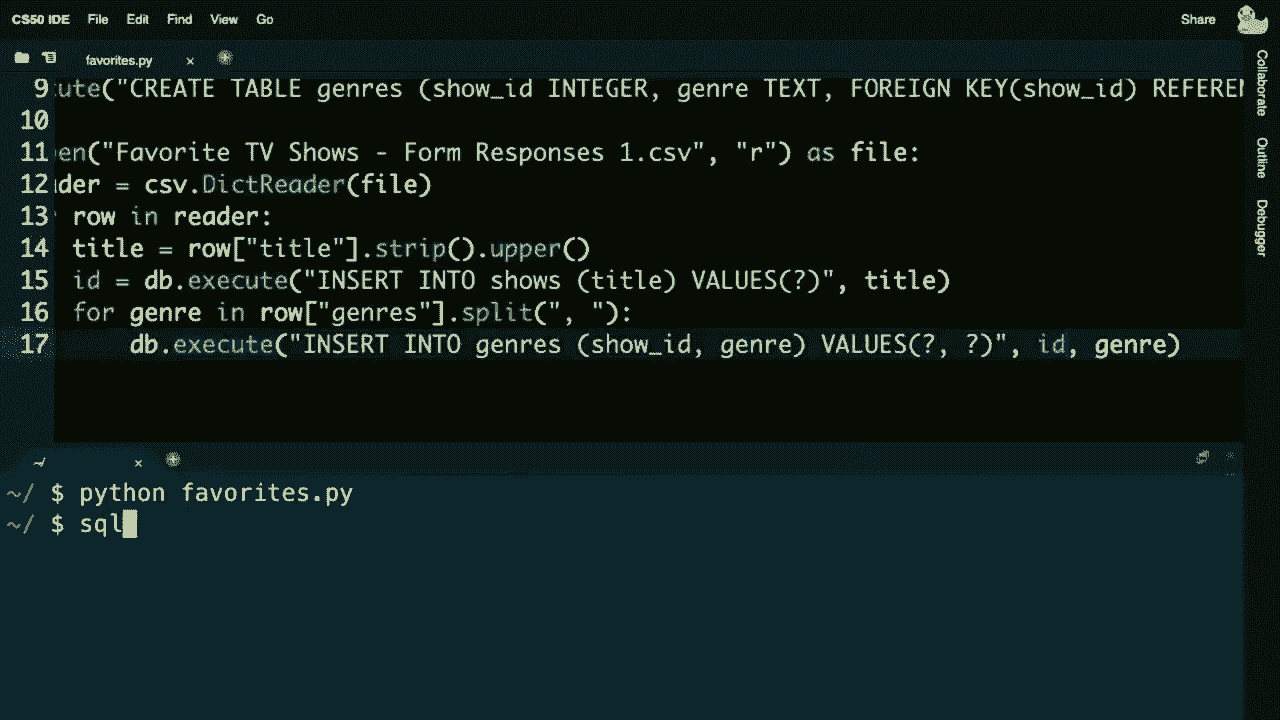 CS50 IDE File Edit Find View Go Share
favorites.py
9 ute("CREATE TABLE genres (show_id INTEGER, genre TEXT, FOREIGN KEY(show_id) REFEREN
10
11 en("Favorite TV Shows - Form Responses 1.csv", "r") as file:
12 der = csv.DictReader(file)
13 row in reader:
14 title = row["title"].strip().upper()
15 id = db.execute("INSERT INTO shows (title) VALUES(?)", title)
16 for genre in row["genres"].split(", "):
17 db.execute("INSERT INTO genres (show_id, genre) VALUES(?, ?)", id, genre)
~/ $ python favorites.py
~/ $ sql
Collaborate
Outline
Debugger